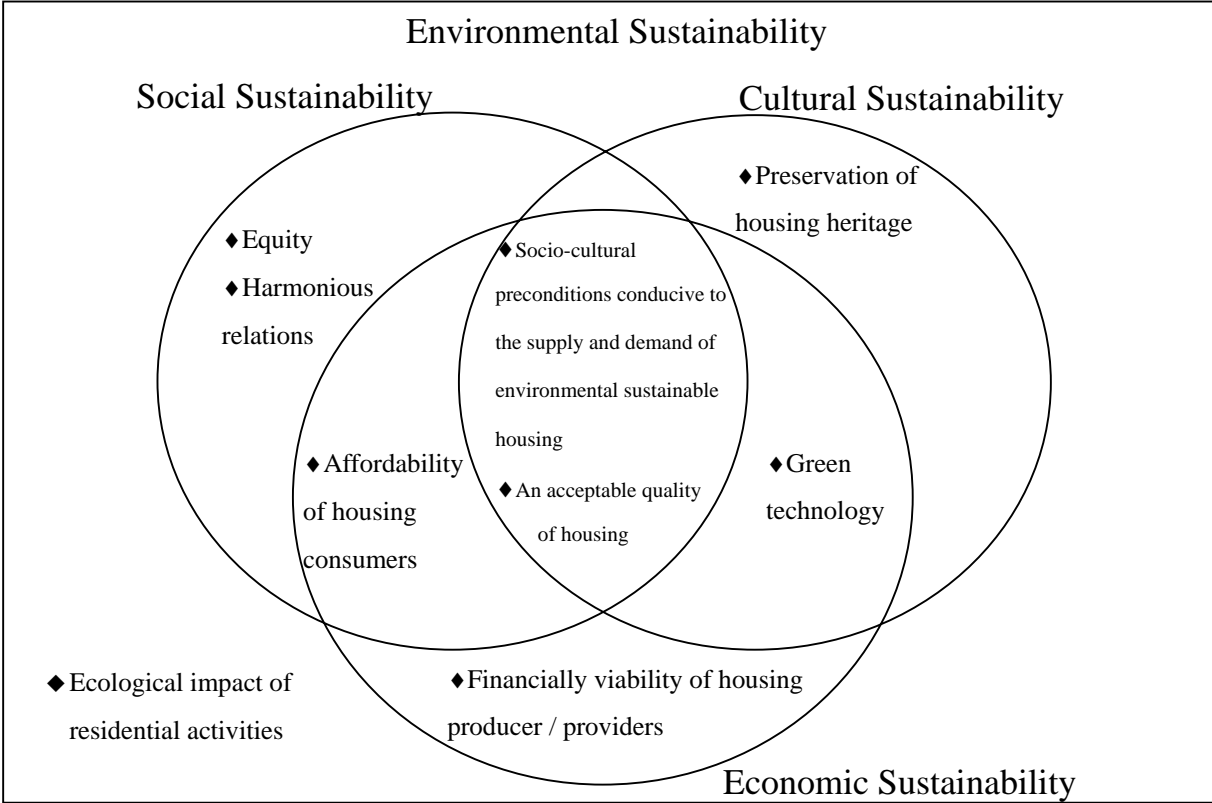 Environmental Sustainability
Social Sustainability
Cultural Sustainability
♦Preservation of
housing heritage
♦Equity
♦Harmonious
relations
♦Socio-cultural
preconditions conducive to
the supply and demand of
environmental sustainable
housing
♦An acceptable quality
of housing
♦Affordability
of housing
consumers
♦Green
technology
◆Ecological impact of
residential activities
♦Financially viability of housing
producer / providers
Economic Sustainability